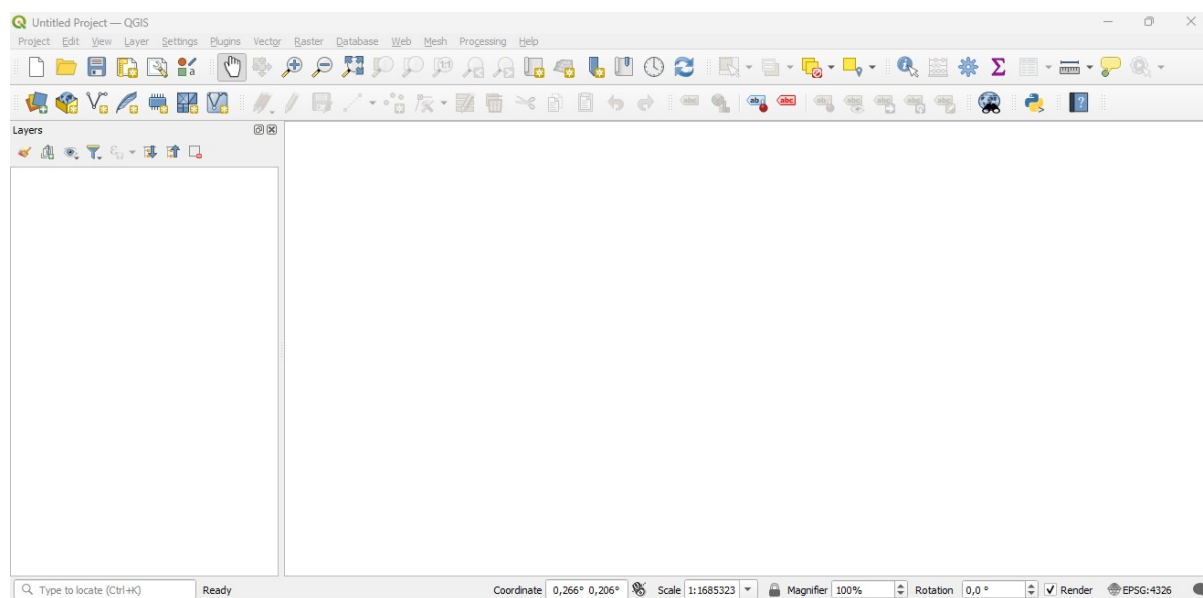 Untitled Project — QGIS
Project Edit View Layer Settings Plugins Vector Raster Database Web Mesh Processing Help
Layers
Type to locate (Ctrl+K) Ready Coordinate 0,266° 0,206° Scale 1:1685323 Magnifier 100% Rotation 0,0 ° Render EPSG:4326